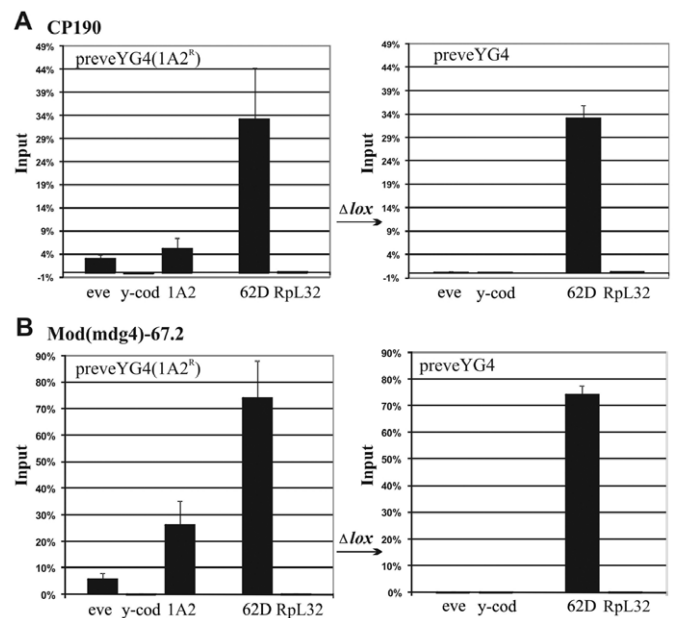 A CP190
49%
44%
39%
34%
29%
24%
19%
14%
9%
4%
-1%
Input
preveYG4(1A2ᴿ)
eve y-cod 1A2 62D RpL32
Δlox
49%
44%
39%
34%
29%
24%
19%
14%
9%
4%
-1%
Input
preveYG4
eve y-cod 62D RpL32
B Mod(mdg4)-67.2
90%
80%
70%
60%
50%
40%
30%
20%
10%
0%
Input
preveYG4(1A2ᴿ)
eve y-cod 1A2 62D RpL32
Δlox
90%
80%
70%
60%
50%
40%
30%
20%
10%
0%
Input
preveYG4
eve y-cod 62D RpL32